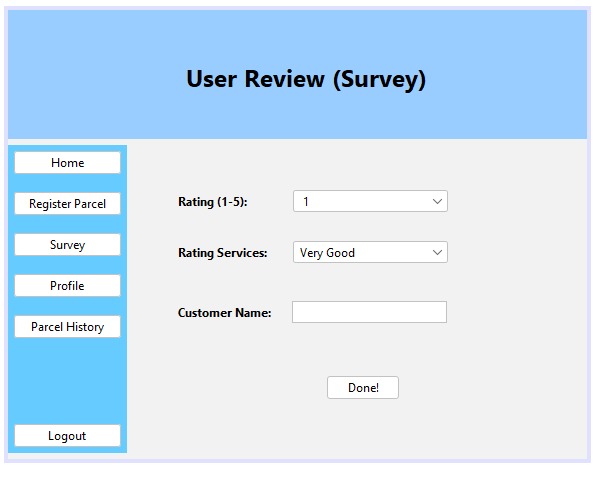 User Review (Survey)
Home
Register Parcel
Survey
Profile
Parcel History
Logout
Rating (1-5): 1
Rating Services: Very Good
Customer Name:
Done!